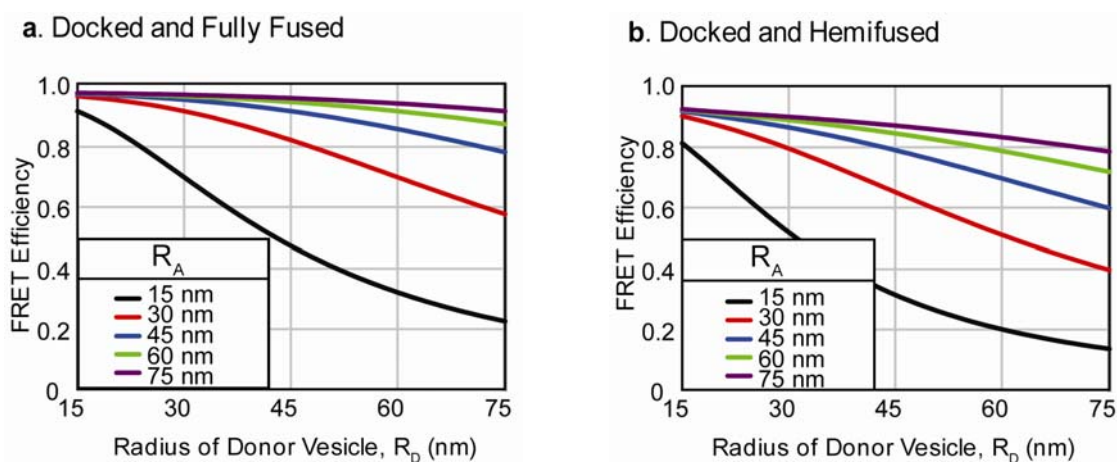 a. Docked and Fully Fused
1.0
0.8
0.6
0.4
0.2
0
FRET Efficiency
R_A
15 nm
30 nm
45 nm
60 nm
75 nm
15 30 45 60 75
Radius of Donor Vesicle, R_D (nm)
b. Docked and Hemifused
1.0
0.8
0.6
0.4
0.2
0
FRET Efficiency
R_A
15 nm
30 nm
45 nm
60 nm
75 nm
15 30 45 60 75
Radius of Donor Vesicle, R_D (nm)